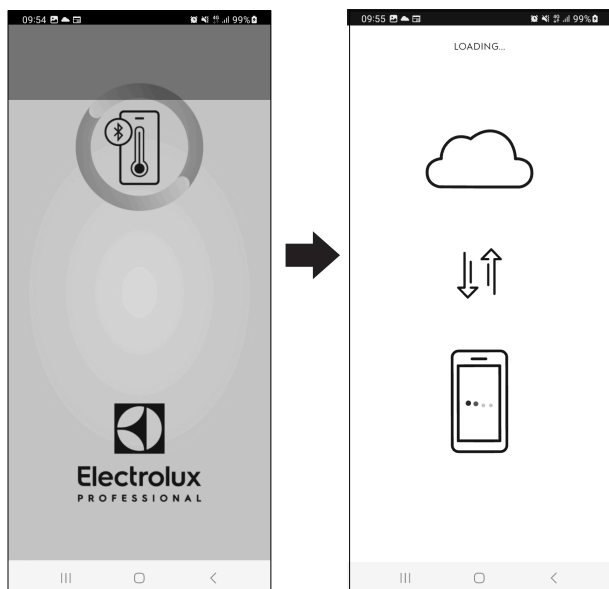 09:54 99%
Electrolux
PROFESSIONAL
09:55 99%
LOADING...